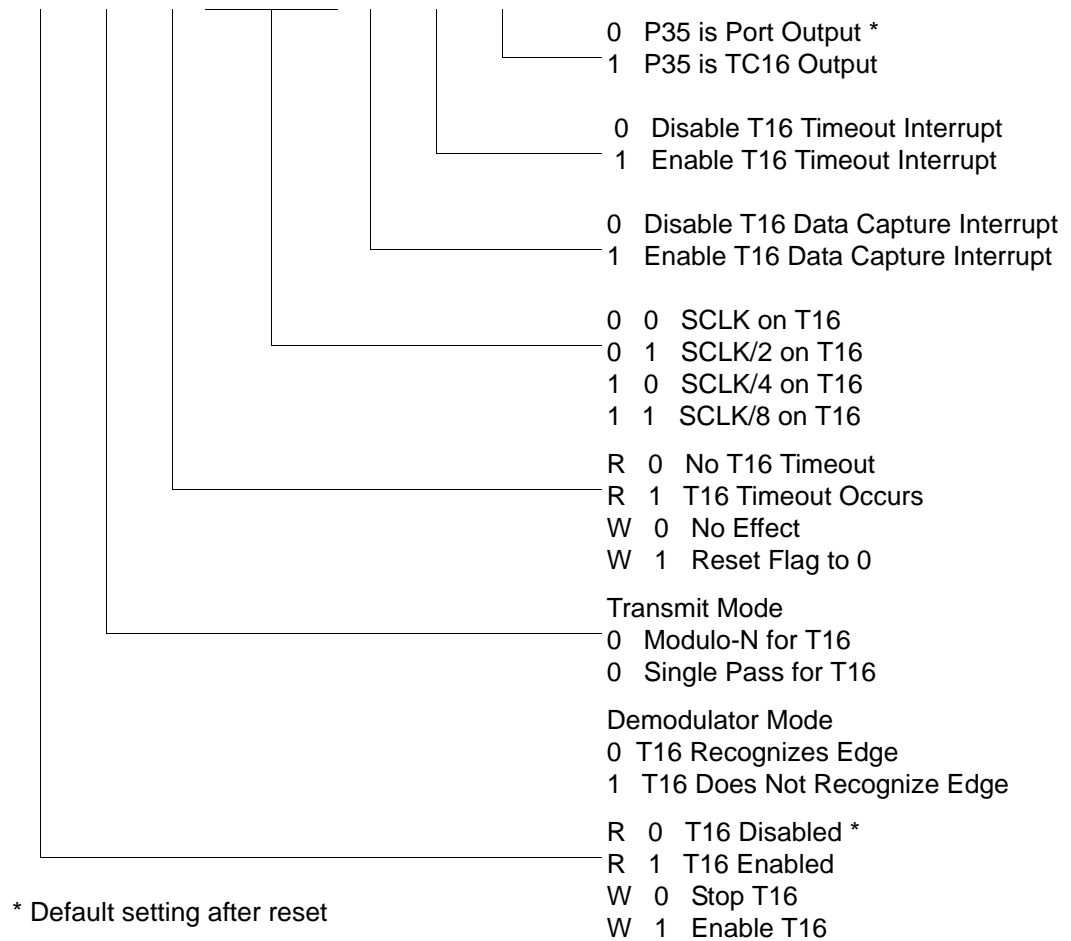 0 P35 is Port Output *
1 P35 is TC16 Output
0 Disable T16 Timeout Interrupt
1 Enable T16 Timeout Interrupt
0 Disable T16 Data Capture Interrupt
1 Enable T16 Data Capture Interrupt
0 0 SCLK on T16
0 1 SCLK/2 on T16
1 0 SCLK/4 on T16
1 1 SCLK/8 on T16
R 0 No T16 Timeout
R 1 T16 Timeout Occurs
W 0 No Effect
W 1 Reset Flag to 0
Transmit Mode
0 Modulo-N for T16
0 Single Pass for T16
Demodulator Mode
0 T16 Recognizes Edge
1 T16 Does Not Recognize Edge
R 0 T16 Disabled *
R 1 T16 Enabled
W 0 Stop T16
W 1 Enable T16
* Default setting after reset